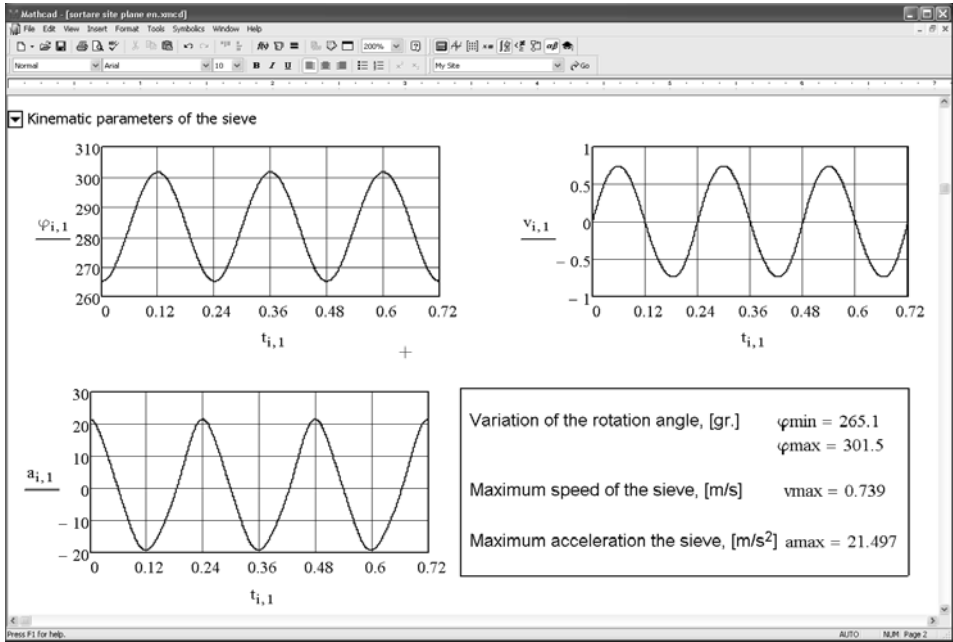 Mathcad - [sortare site plane en.xmcd]
File Edit View Insert Format Tools Symbolics Window Help
200%
Normal Arial 10 B I U My Site Go
Kinematic parameters of the sieve
310
300
290
280
270
260
φi, 1
0 0.12 0.24 0.36 0.48 0.6 0.72
ti, 1
1
0.5
0
− 0.5
− 1
vi, 1
0 0.12 0.24 0.36 0.48 0.6 0.72
ti, 1
30
20
10
0
− 10
− 20
ai, 1
0 0.12 0.24 0.36 0.48 0.6 0.72
ti, 1
Variation of the rotation angle, [gr.] φmin = 265.1
φmax = 301.5
Maximum speed of the sieve, [m/s] vmax = 0.739
Maximum acceleration the sieve, [m/s²] amax = 21.497
Press F1 for help. AUTO NUM Page 2